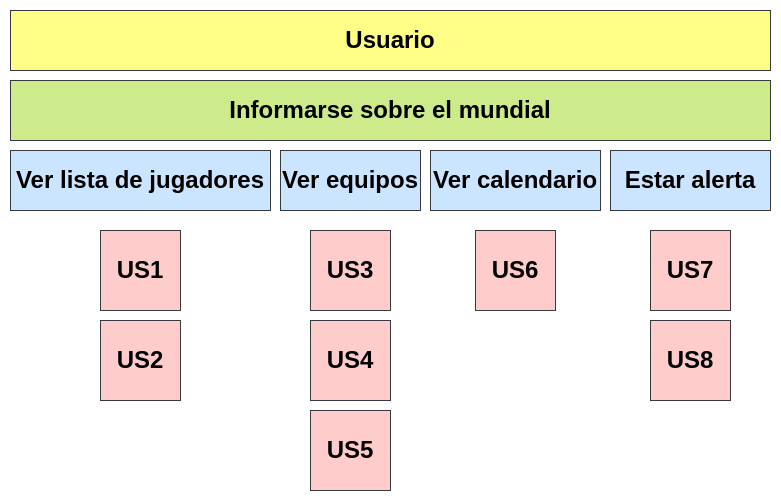 Usuario
Informarse sobre el mundial
Ver lista de jugadores
Ver equipos
Ver calendario
Estar alerta
US1
US3
US6
US7
US2
US4
US8
US5